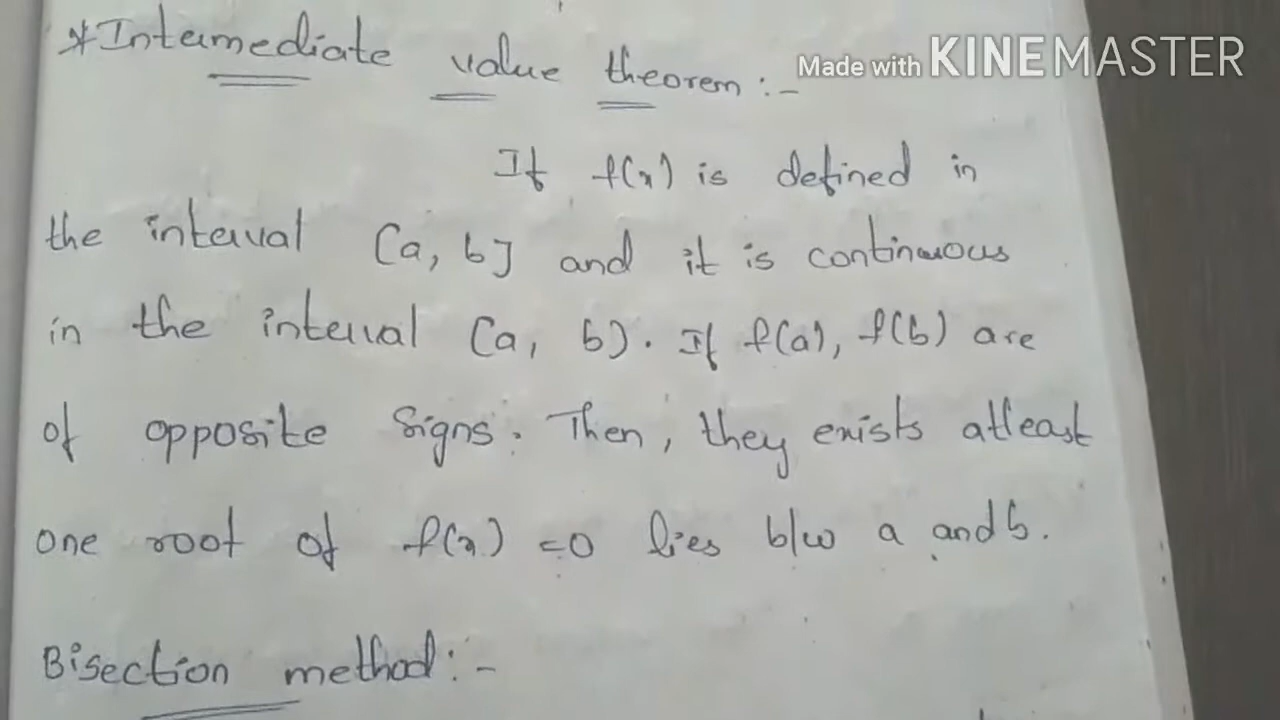 *Intermediate value theorem :-
Made with KINEMASTER
If f(x) is defined in
the interval [a, b] and it is continuous
in the interval (a, b). If f(a), f(b) are
of opposite signs. Then, they exists atleast
one root of f(x) =0 lies b/w a and b.
Bisection method:-